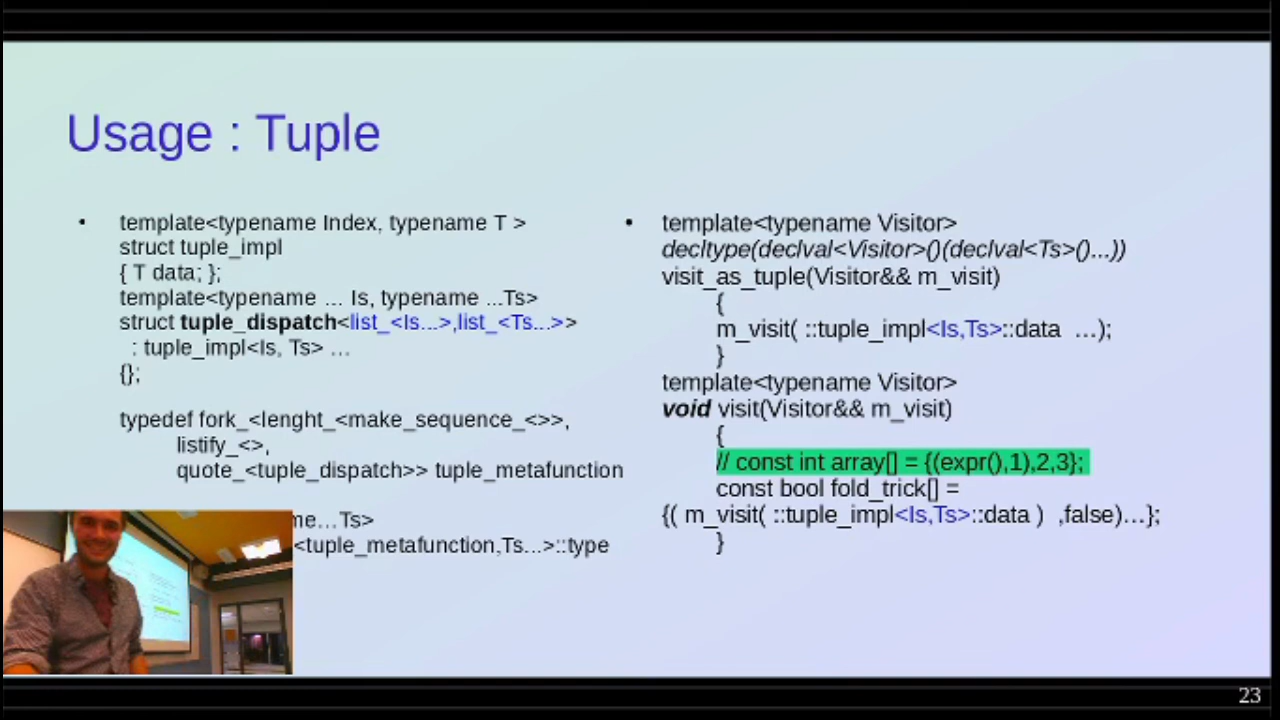 Usage : Tuple
• template<typename Index, typename T >
struct tuple_impl
{ T data; };
template<typename ... Is, typename ...Ts>
struct tuple_dispatch<list_<Is...>,list_<Ts...>>
: tuple_impl<Is, Ts> ...
{};
typedef fork_<lenght_<make_sequence_<>>,
listify_<>,
quote_<tuple_dispatch>> tuple_metafunction
me...Ts>
<tuple_metafunction,Ts...>::type
• template<typename Visitor>
decltype(declval<Visitor>()(declval<Ts>()...))
visit_as_tuple(Visitor&& m_visit)
{
m_visit( ::tuple_impl<Is,Ts>::data ...);
}
template<typename Visitor>
void visit(Visitor&& m_visit)
{
// const int array[] = {(expr(),1),2,3};
const bool fold_trick[] =
{( m_visit( ::tuple_impl<Is,Ts>::data ) ,false)...};
}
23